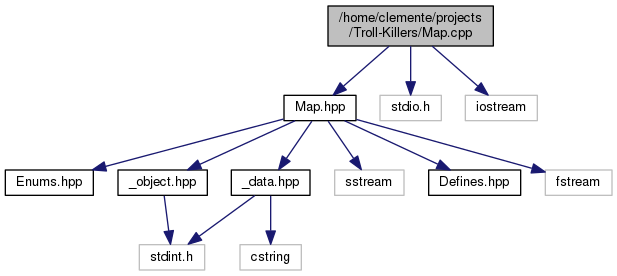 /home/clemente/projects
/Troll-Killers/Map.cpp
Map.hpp
stdio.h
iostream
Enums.hpp
_object.hpp
_data.hpp
sstream
Defines.hpp
fstream
stdint.h
cstring